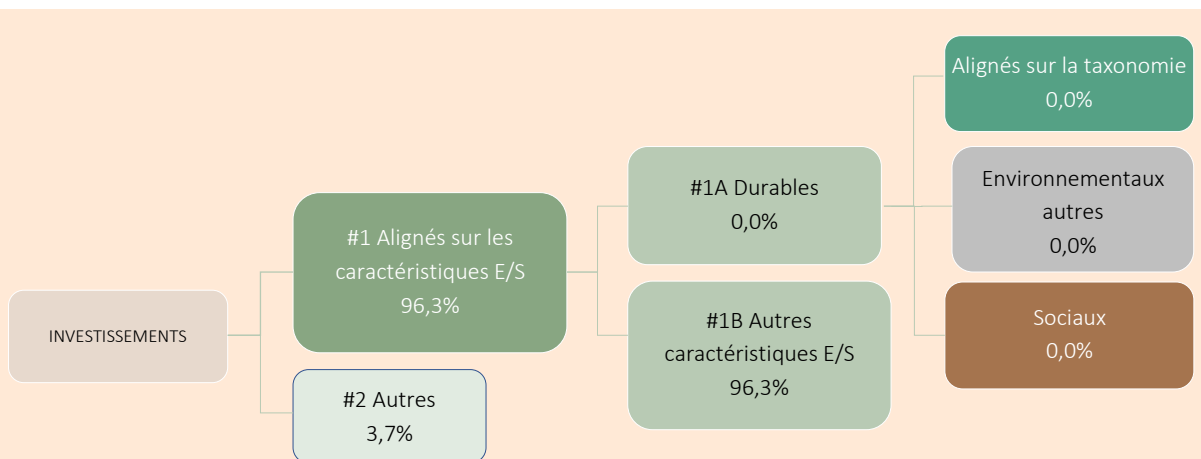 INVESTISSEMENTS
#1 Alignés sur les
caractéristiques E/S
96,3%
#2 Autres
3,7%
#1A Durables
0,0%
#1B Autres
caractéristiques E/S
96,3%
Alignés sur la taxonomie
0,0%
Environnementaux
autres
0,0%
Sociaux
0,0%